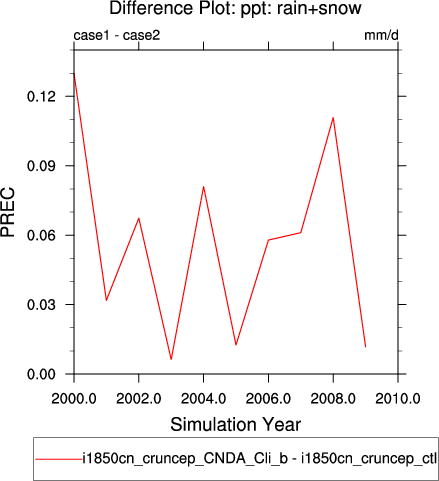 Difference Plot: ppt: rain+snow
case1 - case2 mm/d
0.12
0.09
0.06
0.03
0.00
PREC
2000.0 2002.0 2004.0 2006.0 2008.0 2010.0
Simulation Year
i1850cn_cruncep_CNDA_Cli_b - i1850cn_cruncep_ctl